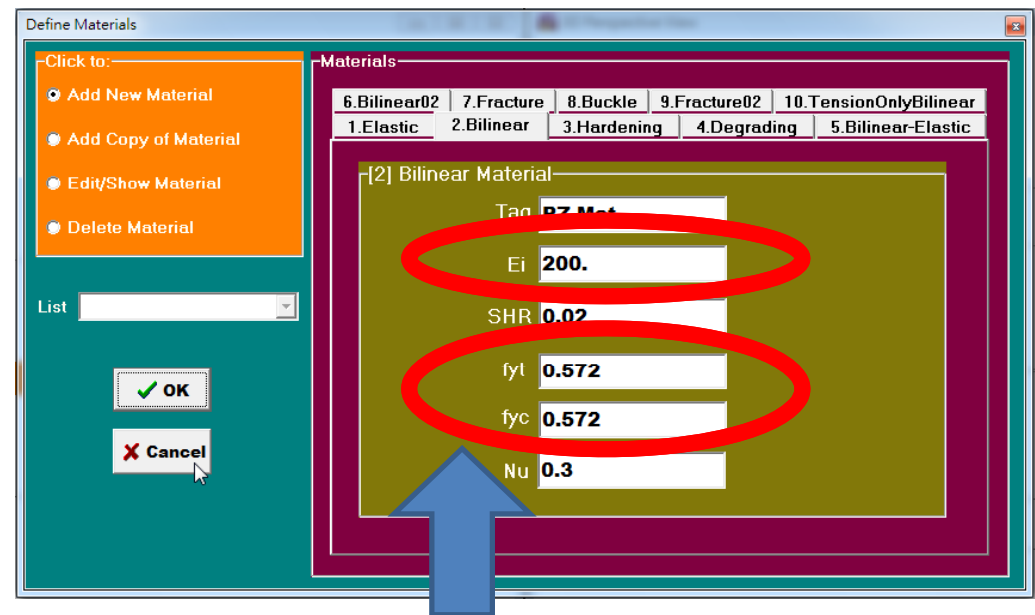 Define Materials
Click to:
Add New Material
Add Copy of Material
Edit/Show Material
Delete Material
List
OK
Cancel
Materials
6.Bilinear02 7.Fracture 8.Buckle 9.Fracture02 10.TensionOnlyBilinear
1.Elastic 2.Bilinear 3.Hardening 4.Degrading 5.Bilinear-Elastic
[2] Bilinear Material
Tag
Ei 200.
SHR 0.02
fyt 0.572
fyc 0.572
Nu 0.3